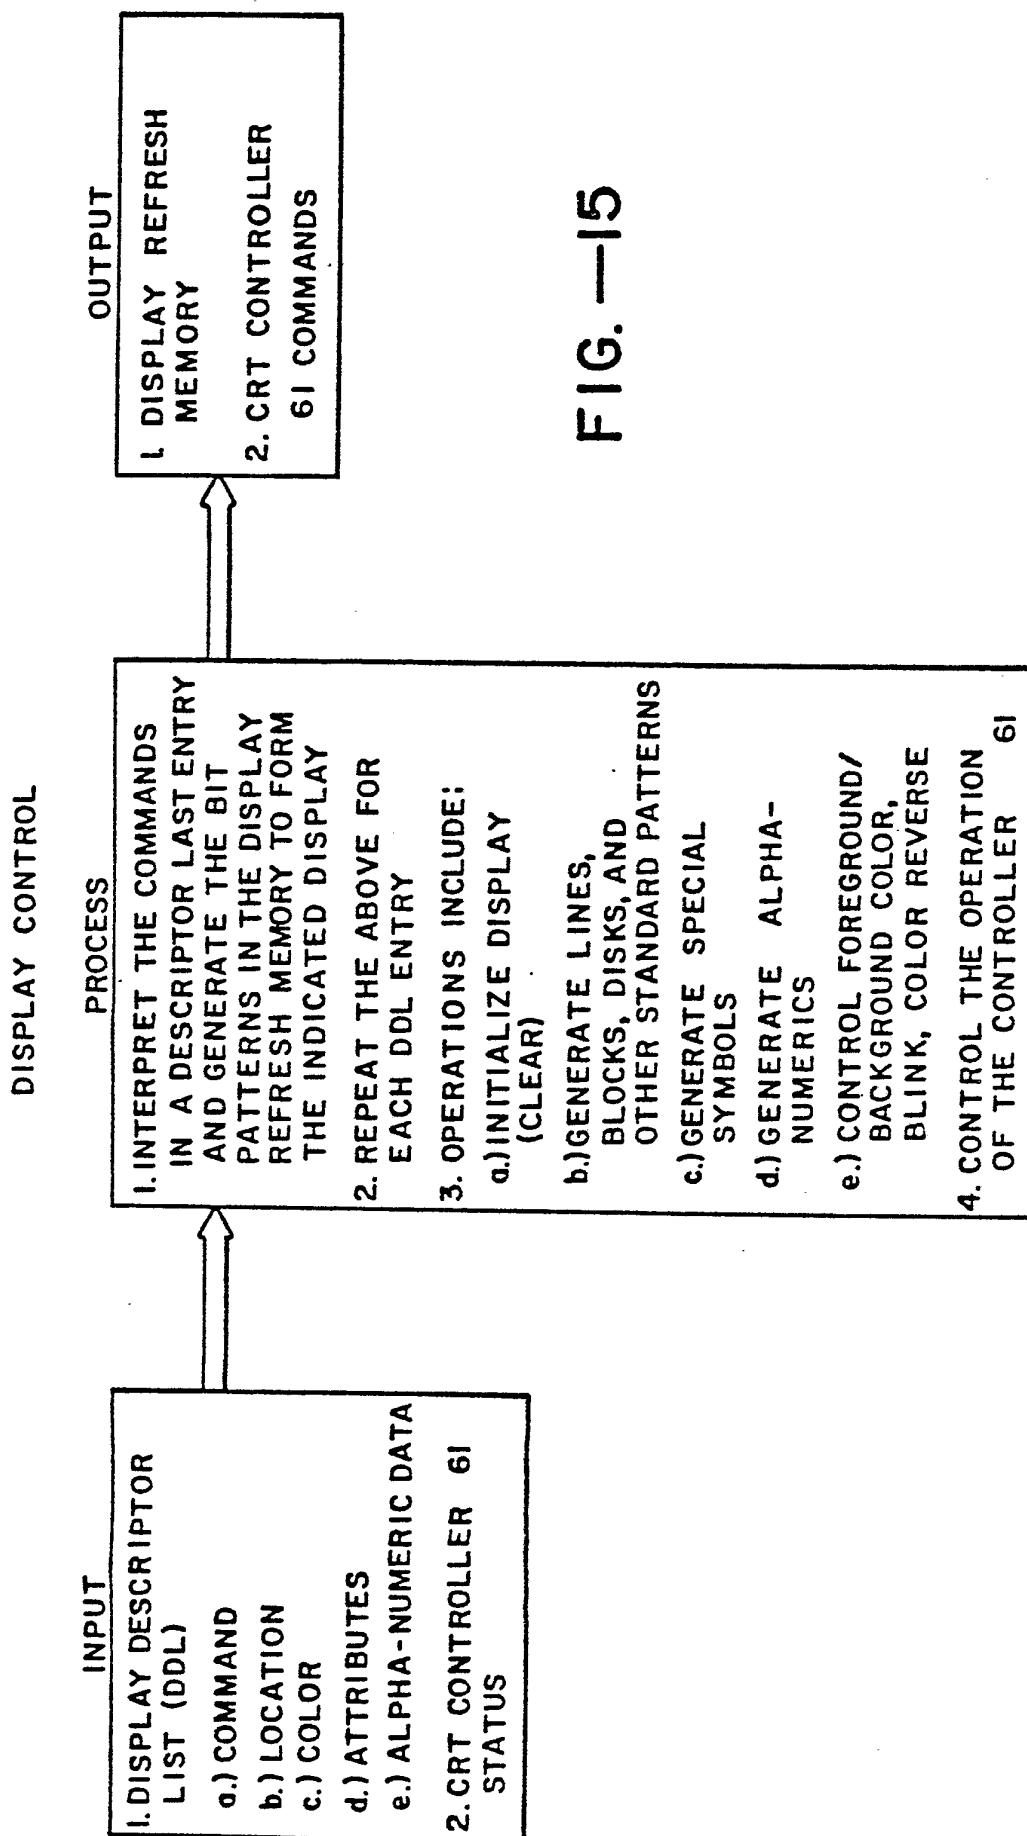 DISPLAY CONTROL
INPUT
1. DISPLAY DESCRIPTOR
LIST (DDL)
a.) COMMAND
b.) LOCATION
c.) COLOR
d.) ATTRIBUTES
e.) ALPHA-NUMERIC DATA
2. CRT CONTROLLER 61
STATUS
PROCESS
1. INTERPRET THE COMMANDS
IN A DESCRIPTOR LAST ENTRY
AND GENERATE THE BIT
PATTERNS IN THE DISPLAY
REFRESH MEMORY TO FORM
THE INDICATED DISPLAY
2. REPEAT THE ABOVE FOR
EACH DDL ENTRY
3. OPERATIONS INCLUDE:
a.) INITIALIZE DISPLAY
(CLEAR)
b.) GENERATE LINES,
BLOCKS, DISKS, AND
OTHER STANDARD PATTERNS
c.) GENERATE SPECIAL
SYMBOLS
d.) GENERATE ALPHA-
NUMERICS
e.) CONTROL FOREGROUND/
BACKGROUND COLOR,
BLINK, COLOR REVERSE
4. CONTROL THE OPERATION
OF THE CONTROLLER 61
OUTPUT
1. DISPLAY REFRESH
MEMORY
2. CRT CONTROLLER
61 COMMANDS
FIG. —15